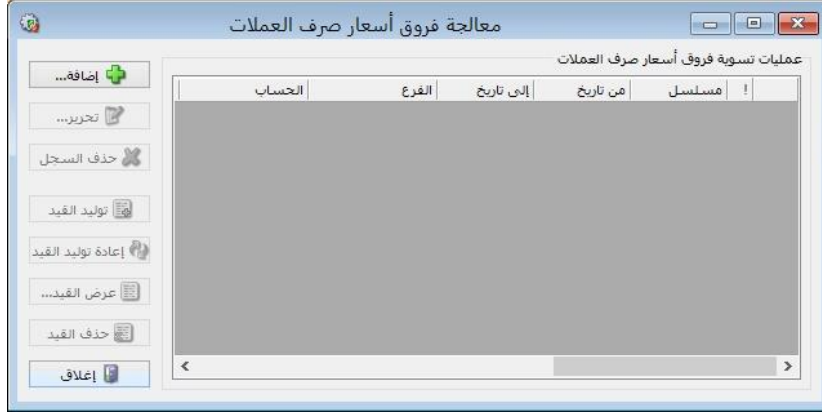 معالجة فروق أسعار صرف العملات
عمليات تسوية فروق أسعار صرف العملات
! مسلسل من تاريخ إلى تاريخ الفرع الحساب
إضافة...
تحرير...
حذف السجل
توليد القيد
إعادة توليد القيد
عرض القيد...
حذف القيد
إغلاق